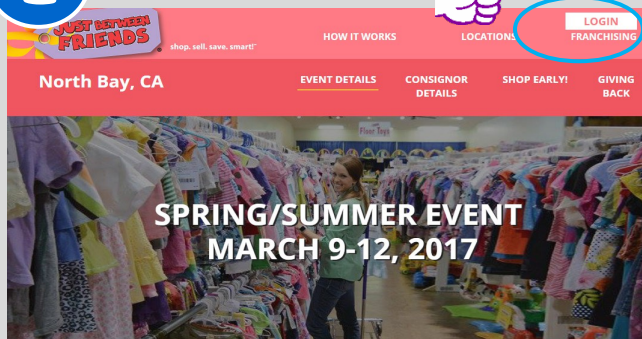 JUST BETWEEN
FRIENDS
shop. sell. save. smart!™
HOW IT WORKS
LOCATIONS
LOGIN
FRANCHISING
North Bay, CA
EVENT DETAILS
CONSIGNOR
DETAILS
SHOP EARLY!
GIVING
BACK
Floor Toys
SPRING/SUMMER EVENT
MARCH 9-12, 2017